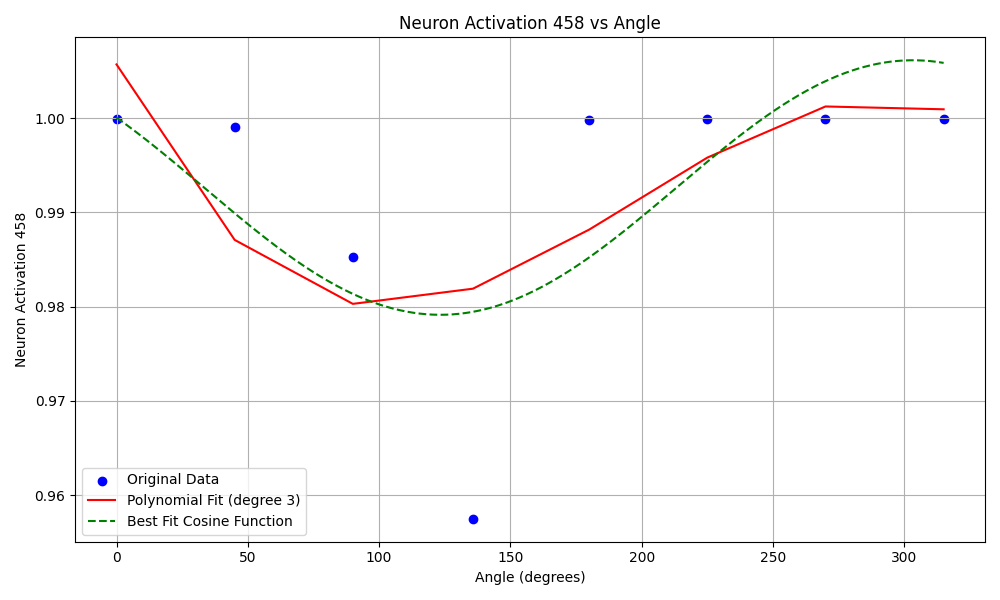 Neuron Activation 458 vs Angle
Neuron Activation 458
1.00
0.99
0.98
0.97
0.96
Original Data
Polynomial Fit (degree 3)
Best Fit Cosine Function
0 50 100 150 200 250 300
Angle (degrees)